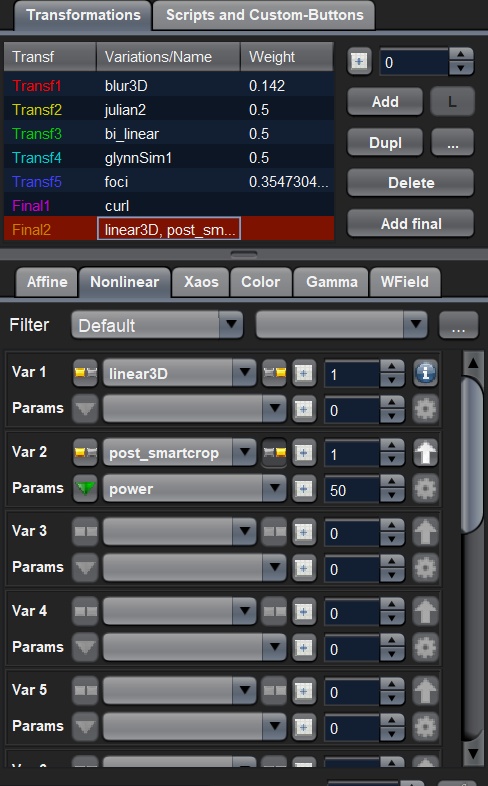 Transformations Scripts and Custom-Buttons
Transf Variations/Name Weight 0
Transf1 blur3D 0.142
Add L
Transf2 julian2 0.5
Transf3 bi_linear 0.5
Dupl ...
Transf4 glynnSim1 0.5
Transf5 foci 0.3547304...
Delete
Final1 curl
Add final
Final2 linear3D, post_sm...
Affine Nonlinear Xaos Color Gamma WField
Filter Default ...
Var 1 linear3D 1
Params 0
Var 2 post_smartcrop 1
Params power 50
Var 3 0
Params 0
Var 4 0
Params 0
Var 5 0
Params 0